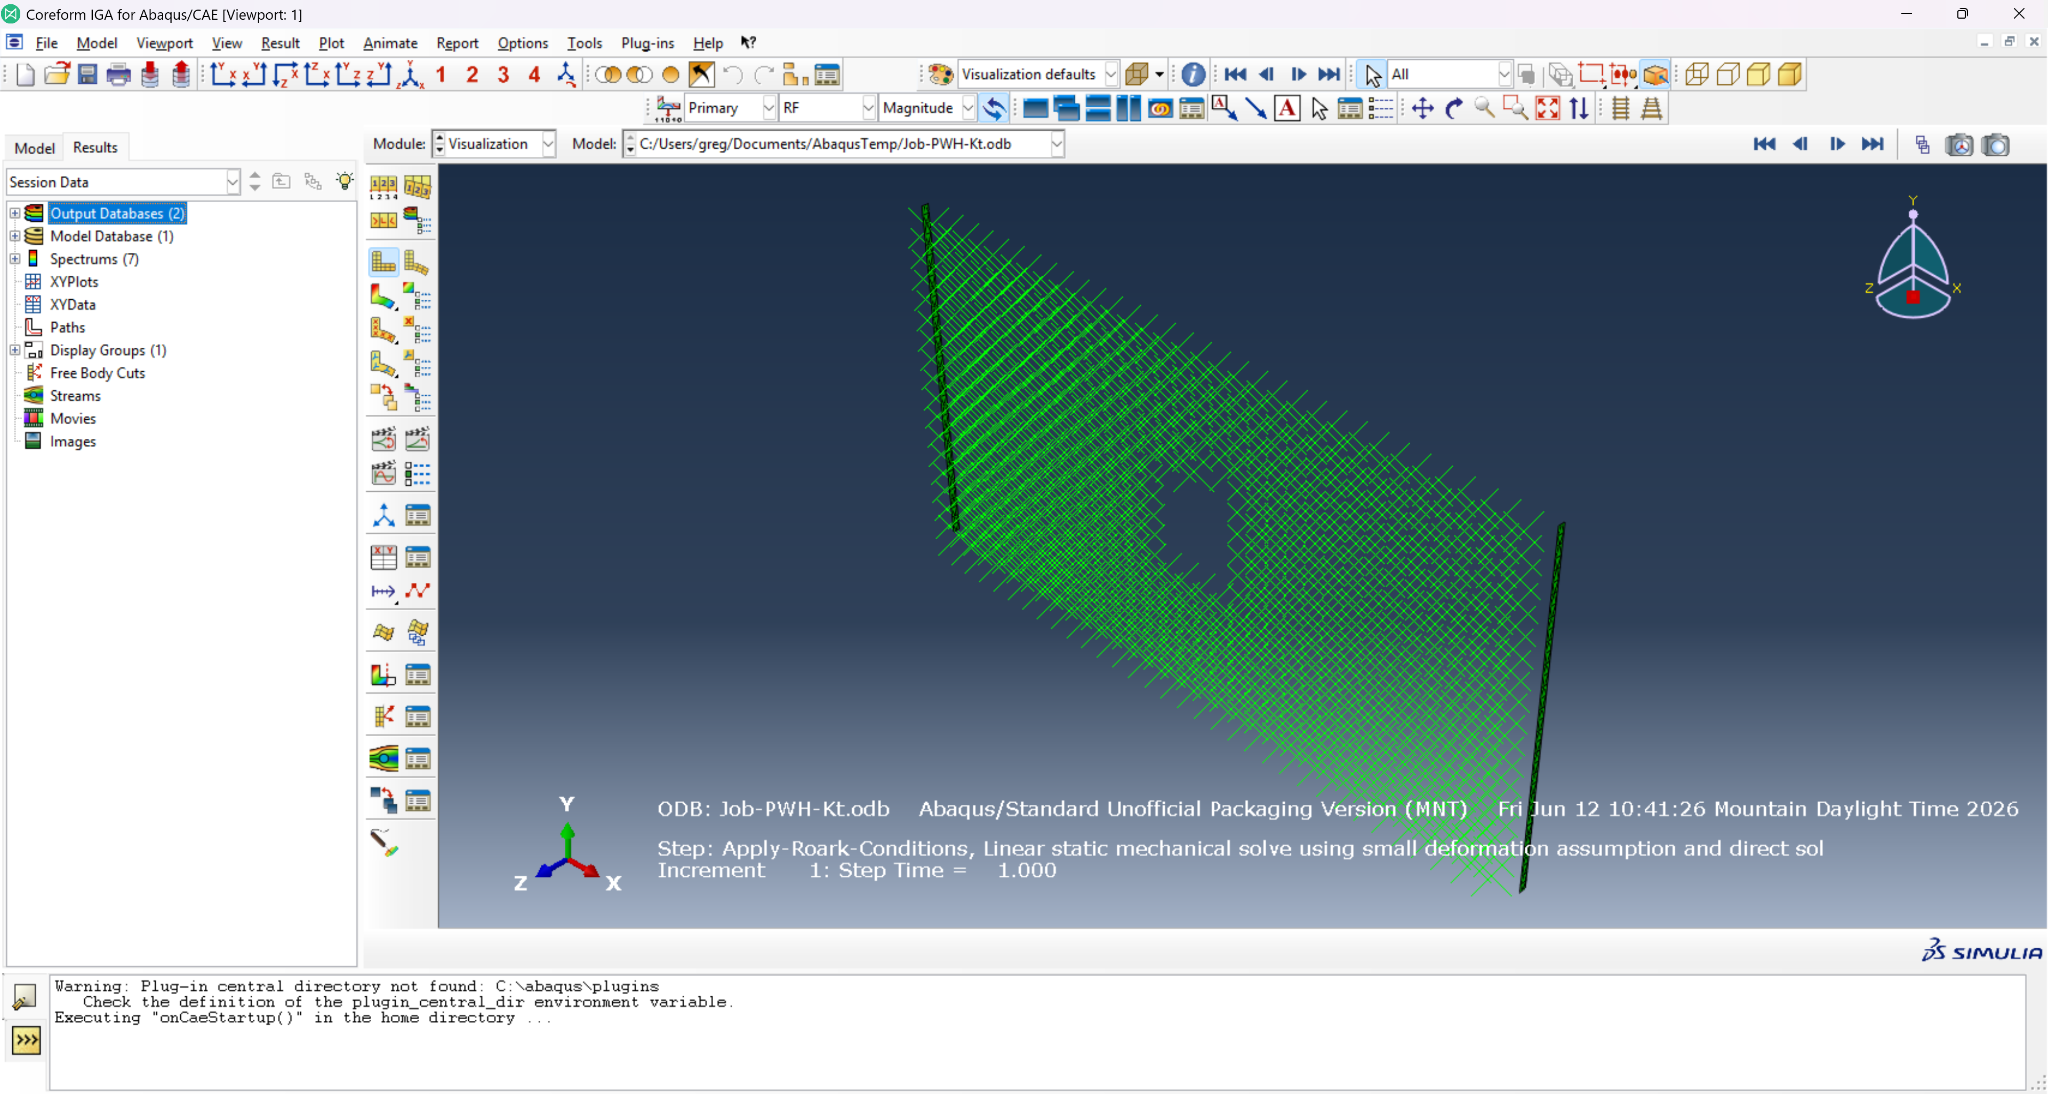 Coreform IGA for Abaqus/CAE [Viewport: 1]
File Model Viewport View Result Plot Animate Report Options Tools Plug-ins Help
1 2 3 4 Visualization defaults All
Primary RF Magnitude
Model Results
Module: Visualization Model: C:/Users/greg/Documents/AbaqusTemp/Job-PWH-Kt.odb
Session Data
Output Databases (2)
Model Database (1)
Spectrums (7)
XYPlots
XYData
Paths
Display Groups (1)
Free Body Cuts
Streams
Movies
Images
Y
Z X
Y
Z X
ODB: Job-PWH-Kt.odb Abaqus/Standard Unofficial Packaging Version (MNT) Fri Jun 12 10:41:26 Mountain Daylight Time 2026
Step: Apply-Roark-Conditions, Linear static mechanical solve using small deformation assumption and direct sol
Increment 1: Step Time = 1.000
SIMULIA
Warning: Plug-in central directory not found: C:\abaqus\plugins
Check the definition of the plugin_central_dir environment variable.
Executing "onCaeStartup()" in the home directory ...